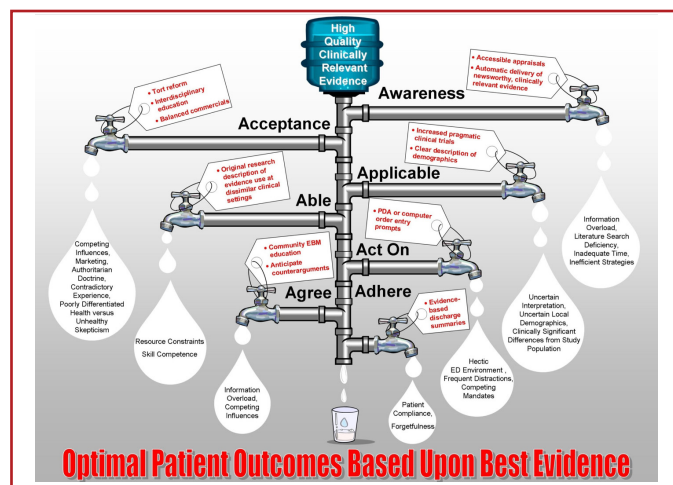 High
Quality
Clinically
Relevant
Evidence
• Accessible appraisals
• Automatic delivery of
newsworthy, clinically
relevant evidence
Awareness
• Tort reform
• Interdisciplinary
education
• Balanced commercials
Acceptance
• Increased pragmatic
clinical trials
• Clear description of
demographics
Applicable
• Original research
description of
evidence use at
dissimilar clinical
settings
Able
• PDA or computer
order entry
prompts
Act On
• Community EBM
education
• Anticipate
counterarguments
Agree
Adhere
• Evidence-
based
discharge
summaries
Information
Overload,
Literature Search
Deficiency,
Inadequate Time,
Inefficient Strategies
Competing
Influences,
Marketing,
Authoritarian
Doctrine,
Contradictory
Experience,
Poorly Differentiated
Health versus
Unhealthy
Skepticism
Uncertain
Interpretation,
Uncertain Local
Demographics,
Clinically Significant
Differences from Study
Population
Resource Constraints
Skill Competence
Hectic
ED Environment ,
Frequent Distractions,
Competing
Mandates
Information
Overload,
Competing
Influences
Patient
Compliance,
Forgetfulness
Optimal Patient Outcomes Based Upon Best Evidence